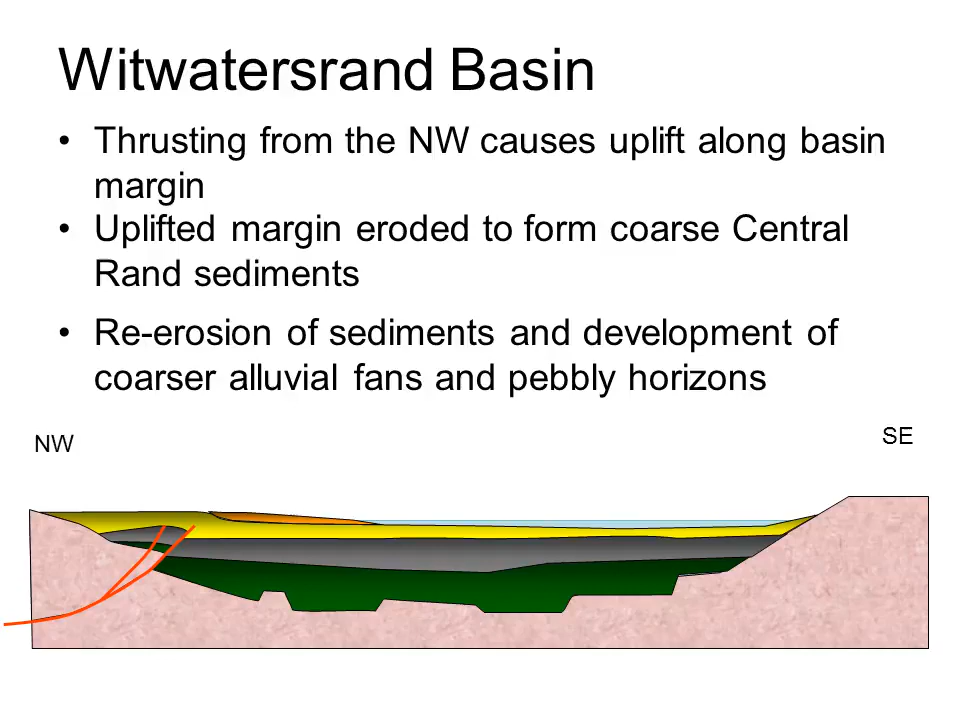 Witwatersrand Basin
• Thrusting from the NW causes uplift along basin
margin
• Uplifted margin eroded to form coarse Central
Rand sediments
• Re-erosion of sediments and development of
coarser alluvial fans and pebbly horizons
NW
SE